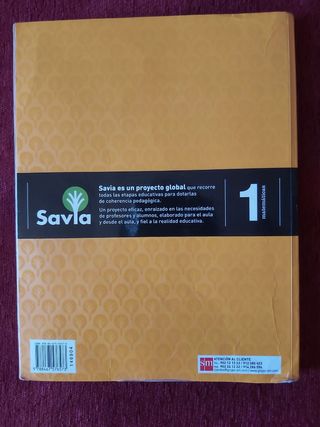 Savia
Savia es un proyecto global que recorre
todas las etapas educativas para dotarlas
de coherencia pedagógica.
Un proyecto eficaz, enraizado en las necesidades
de profesores y alumnos, elaborado para el aula
y desde el aula, y fiel a la realidad educativa.
1
matemáticas
sm
ATENCIÓN AL CLIENTE
148904